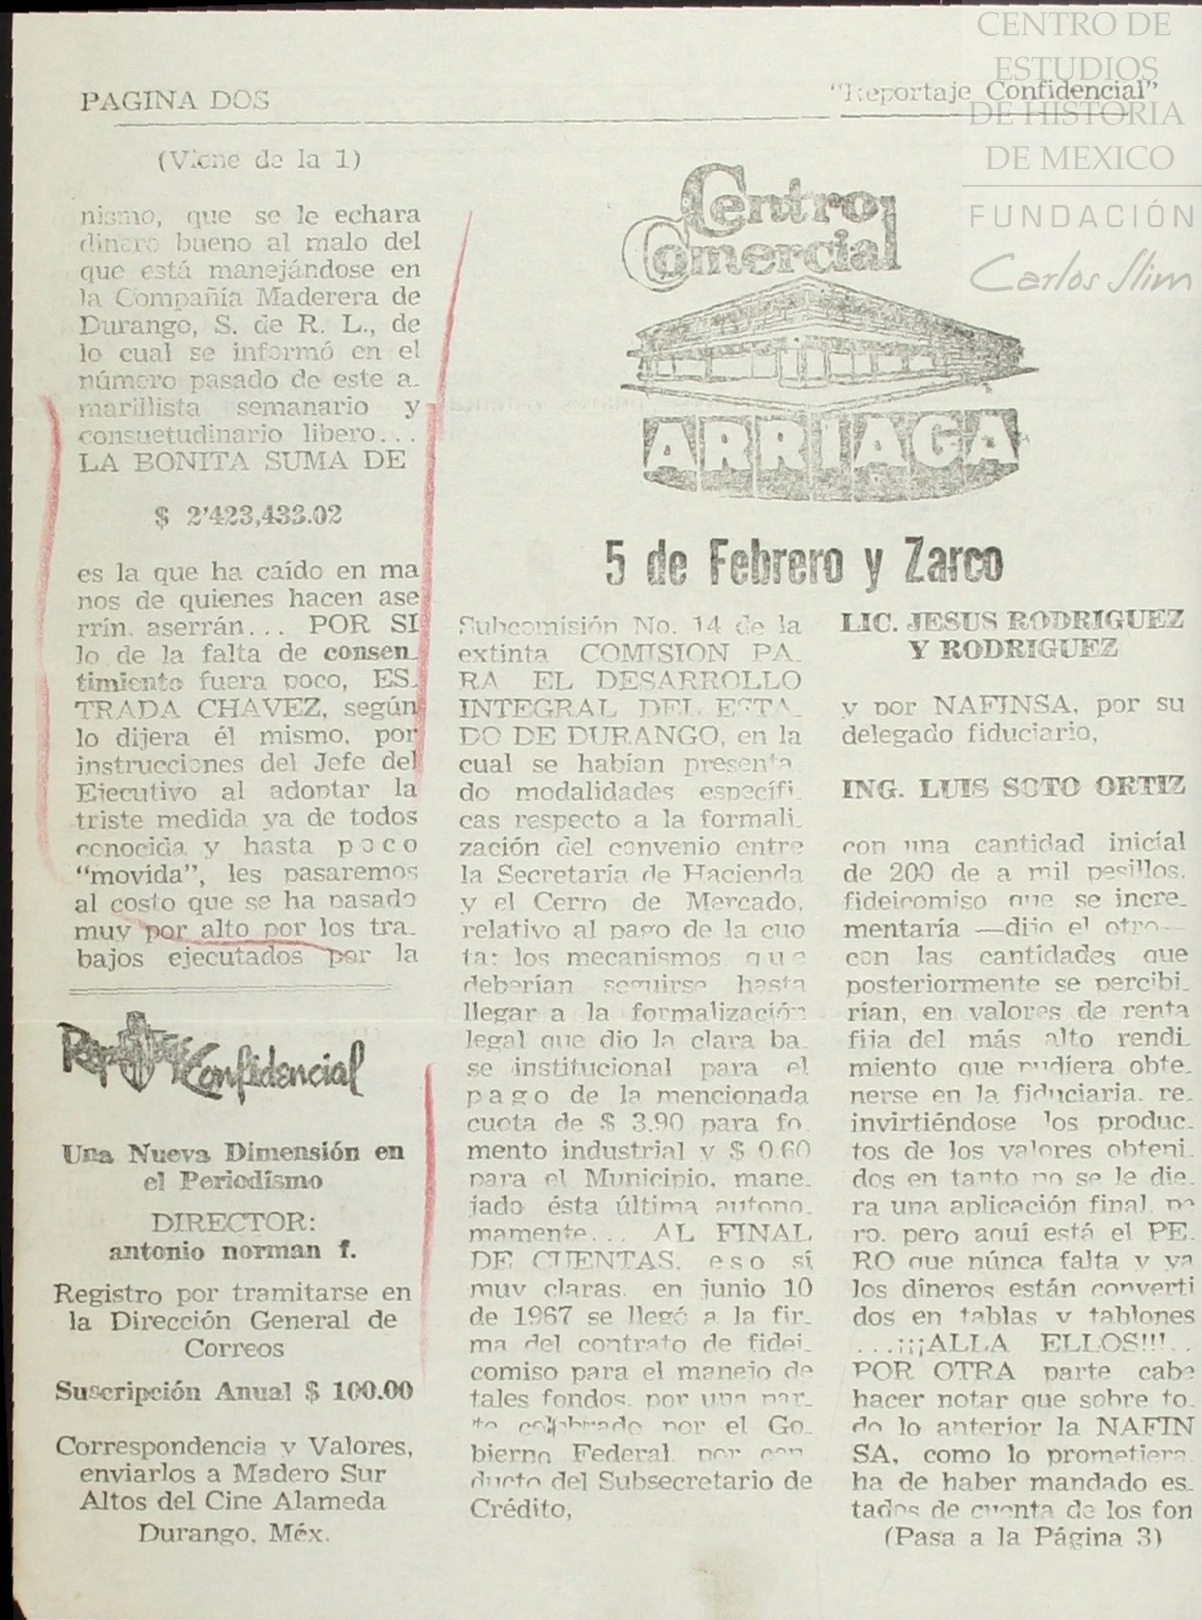 CENTRO DE
ESTUDIOS
DE HISTORIA
DE MEXICO
FUNDACIÓN
Carlos Slim
PAGINA DOS
"Reportaje Confidencial"
(Viene de la 1)
nismo, que se le echara
dinero bueno al malo del
que está manejándose en
la Compañía Maderera de
Durango, S. de R. L., de
lo cual se informó en el
número pasado de este a-
marillista semanario y
consuetudinario libero...
LA BONITA SUMA DE
$ 2'423,433.02
es la que ha caído en ma
nos de quienes hacen ase
rrín, aserrán... POR SI
lo de la falta de consen-
timiento fuera poco, ES-
TRADA CHAVEZ, según
lo dijera él mismo, por
instrucciones del Jefe del
Ejecutivo al adoptar la
triste medida ya de todos
conocida y hasta poco
"movida", les pasaremos
al costo que se ha pasado
muy por alto por los tra-
bajos ejecutados por la
Reportaje Confidencial
Una Nueva Dimensión en
el Periodísmo
DIRECTOR:
antonio norman f.
Registro por tramitarse en
la Dirección General de
Correos
Suscripción Anual $ 100.00
Correspondencia y Valores,
enviarlos a Madero Sur
Altos del Cine Alameda
Durango, Méx.
Centro
Comercial
ARRIAGA
5 de Febrero y Zarco
Subcomisión No. 14 de la
extinta COMISION PA-
RA EL DESARROLLO
INTEGRAL DEL ESTA-
DO DE DURANGO, en la
cual se habían presenta-
do modalidades específi-
cas respecto a la formali-
zación del convenio entre
la Secretaría de Hacienda
y el Cerro de Mercado,
relativo al pago de la cuo
ta: los mecanismos que
deberían seguirse hasta
llegar a la formalización
legal que dio la clara ba-
se institucional para el
pago de la mencionada
cuota de $ 3.90 para fo-
mento industrial y $ 0.60
para el Municipio, mane-
jado ésta última autono-
mamente... AL FINAL
DE CUENTAS, eso si
muy claras, en junio 10
de 1967 se llegó a la fir-
ma del contrato de fidei-
comiso para el manejo de
tales fondos, por una par-
te celebrado por el Go-
bierno Federal, por con-
ducto del Subsecretario de
Crédito,
LIC. JESUS RODRIGUEZ
Y RODRIGUEZ
y por NAFINSA, por su
delegado fiduciario,
ING. LUIS SOTO ORTIZ
con una cantidad inicial
de 200 de a mil pesillos,
fideicomiso que se incre-
mentaría —dijo el otro—
con las cantidades que
posteriormente se percibi-
rían, en valores de renta
fija del más alto rendi-
miento que pudiera obte-
nerse en la fiduciaria, re-
invirtiéndose los produc-
tos de los valores obteni-
dos en tanto no se le die-
ra una aplicación final, pe
ro, pero aquí está el PE-
RO que núnca falta y ya
los dineros están converti
dos en tablas y tablones
...¡¡¡ALLA ELLOS!!!..
POR OTRA parte cabe
hacer notar que sobre to-
do lo anterior la NAFIN
SA, como lo prometiera,
ha de haber mandado es-
tados de cuenta de los fon
(Pasa a la Página 3)